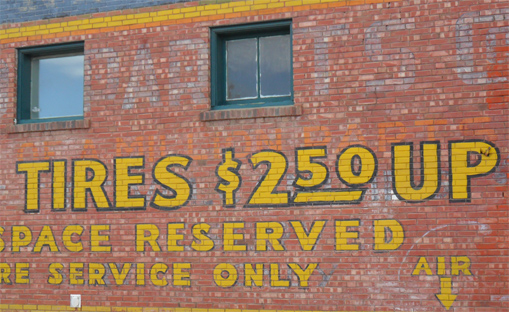 TIRES $2.50 UP
SPACE RESERVED
RE SERVICE ONLY
AIR